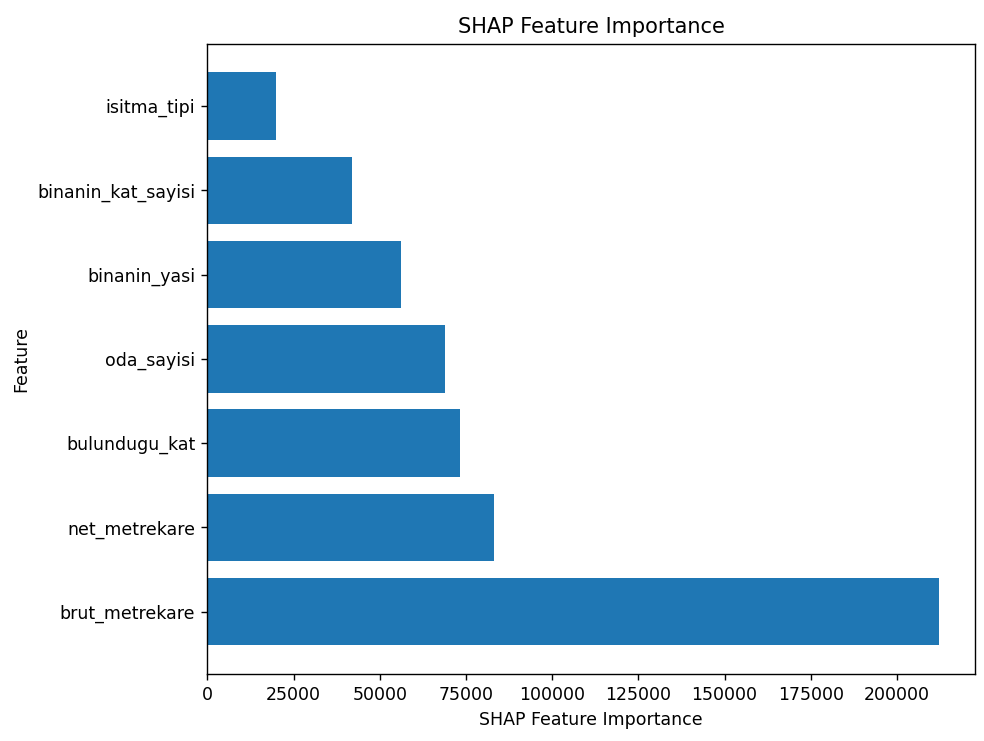 SHAP Feature Importance
isitma_tipi
binanin_kat_sayisi
binanin_yasi
oda_sayisi
bulundugu_kat
net_metrekare
brut_metrekare
Feature
0 25000 50000 75000 100000 125000 150000 175000 200000
SHAP Feature Importance